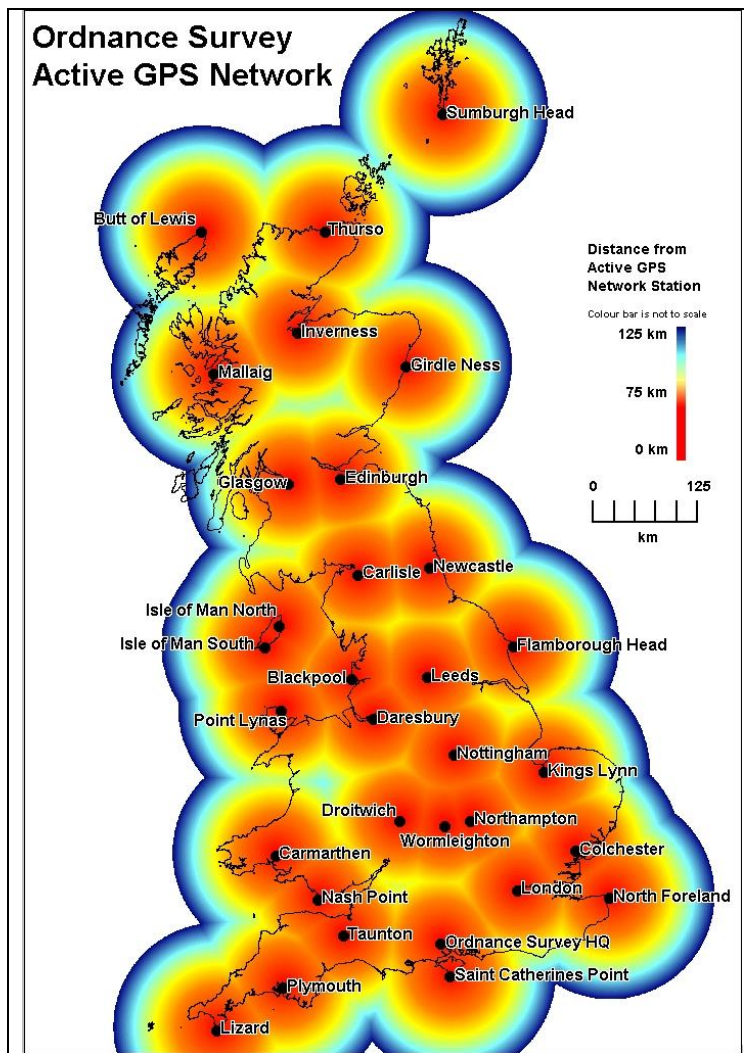 Ordnance Survey
Active GPS Network
Sumburgh Head
Butt of Lewis
Thurso
Distance from
Active GPS
Network Station
Colour bar is not to scale
125 km
75 km
0 km
0 125
km
Inverness
Girdle Ness
Mallaig
Glasgow
Edinburgh
Carlisle
Newcastle
Isle of Man North
Isle of Man South
Flamborough Head
Blackpool
Leeds
Point Lynas
Daresbury
Nottingham
Kings Lynn
Droitwich
Northampton
Wormleighton
Colchester
Carmarthen
London
North Foreland
Nash Point
Taunton
Ordnance Survey HQ
Saint Catherines Point
Plymouth
Lizard